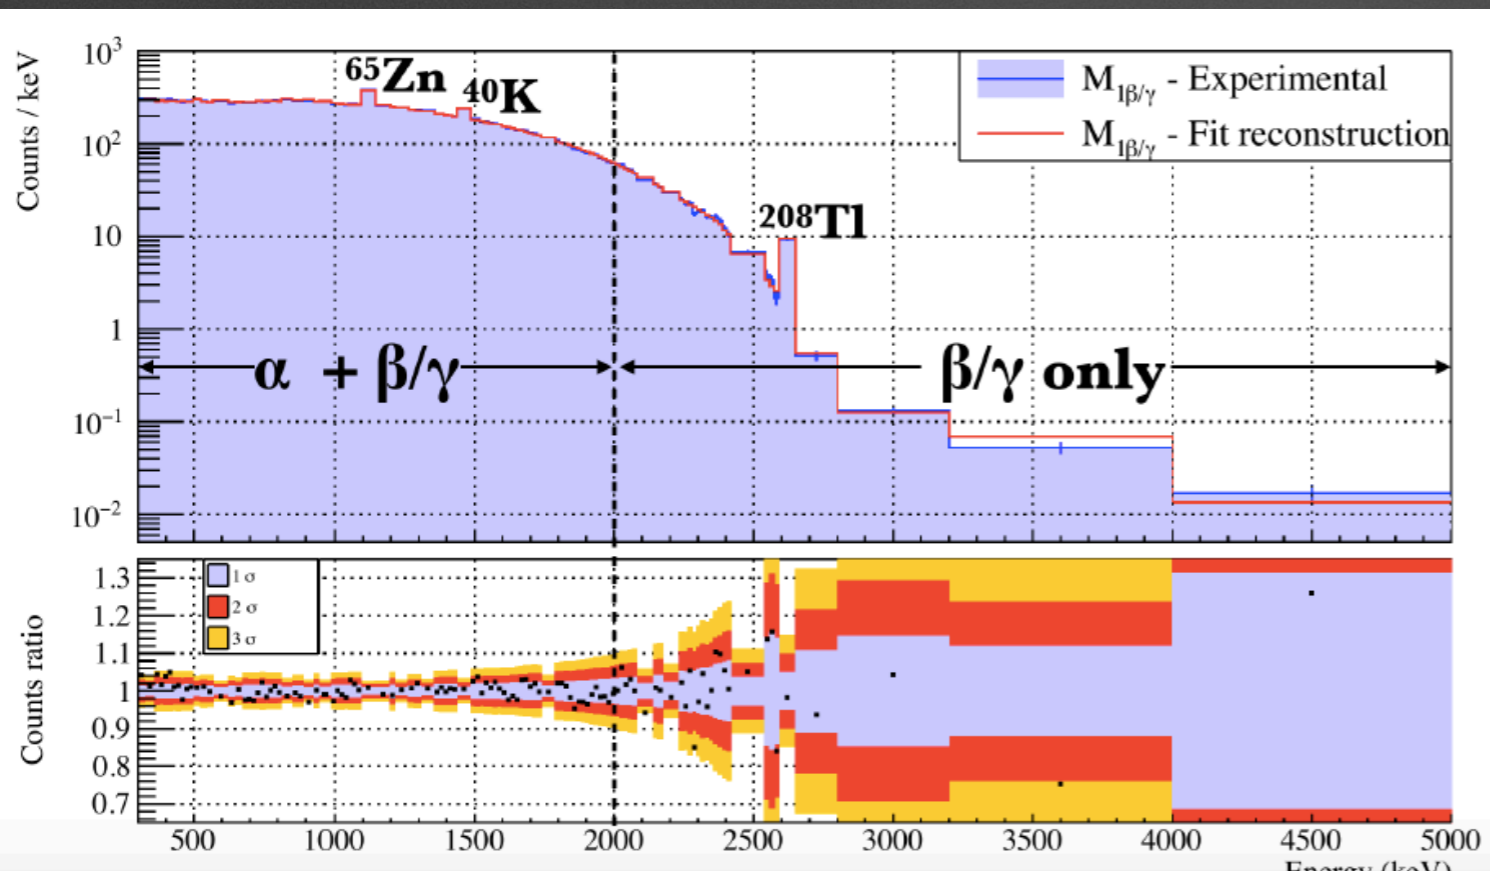 Counts / keV
10³
10²
10
1
10⁻¹
10⁻²
⁶⁵Zn
⁴⁰K
²⁰⁸Tl
M1β/γ - Experimental
M1β/γ - Fit reconstruction
α + β/γ
β/γ only
Counts ratio
1.3
1.2
1.1
1
0.9
0.8
0.7
1 σ
2 σ
3 σ
500 1000 1500 2000 2500 3000 3500 4000 4500 5000
Energy (keV)